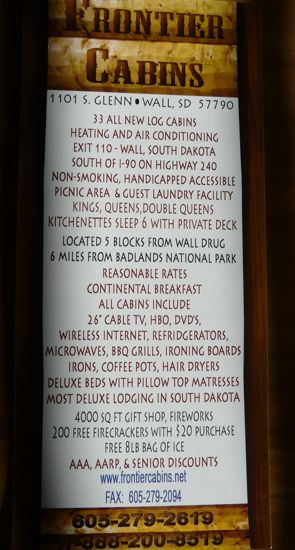 FRONTIER
CABINS
1101 S. GLENN • WALL, SD 57790
33 ALL NEW LOG CABINS
HEATING AND AIR CONDITIONING
EXIT 110 - WALL, SOUTH DAKOTA
SOUTH OF I-90 ON HIGHWAY 240
NON-SMOKING, HANDICAPPED ACCESSIBLE
PICNIC AREA & GUEST LAUNDRY FACILITY
KINGS, QUEENS,DOUBLE QUEENS
KITCHENETTES SLEEP 6 WITH PRIVATE DECK
LOCATED 5 BLOCKS FROM WALL DRUG
6 MILES FROM BADLANDS NATIONAL PARK
REASONABLE RATES
CONTINENTAL BREAKFAST
ALL CABINS INCLUDE
26" CABLE TV, HBO, DVD'S,
WIRELESS INTERNET, REFRIDGERATORS,
MICROWAVES, BBQ GRILLS, IRONING BOARDS
IRONS, COFFEE POTS, HAIR DRYERS
DELUXE BEDS WITH PILLOW TOP MATRESSES
MOST DELUXE LODGING IN SOUTH DAKOTA
4000 SQ FT GIFT SHOP, FIREWORKS
200 FREE FIRECRACKERS WITH $20 PURCHASE
FREE 8LB BAG OF ICE
AAA, AARP, & SENIOR DISCOUNTS
www.frontiercabins.net
FAX: 605-279-2094
605-279-2619
1-888-200-8519